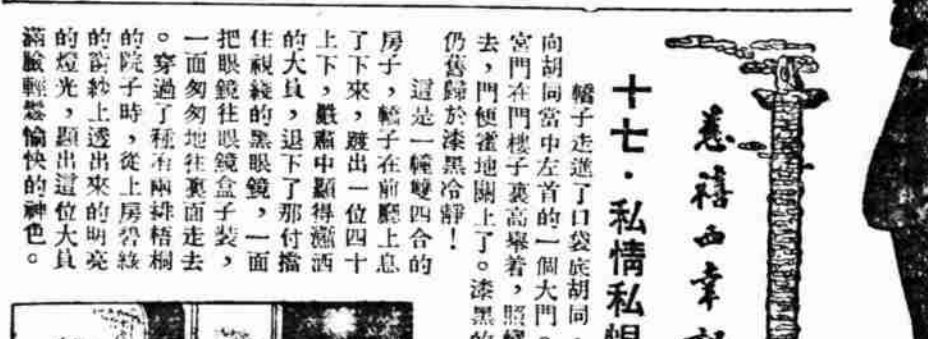 慈禧西幸
十七・私情私
轎子走進了口袋底胡同
向胡同當中左首的一個大門
宮門在門樓子裏高舉着,照
去,門便霍地關上了。漆黑的
仍舊歸於漆黑冷靜!
這是一幢雙四合的
房子,轎子在前廳上息
了下來,踱出一位四十
上下,嚴肅中顯得瀟洒
的大員,退下了那付擋
住視綫的黑眼鏡,一面
把眼鏡往眼鏡盒子裝,
一面匆匆地往裏面走去
。穿過了種有兩排梧桐
的院子時,從上房碧綠
的窗紗上透出來的明亮
的燈光,顯出這位大員
滿臉輕鬆愉快的神色。